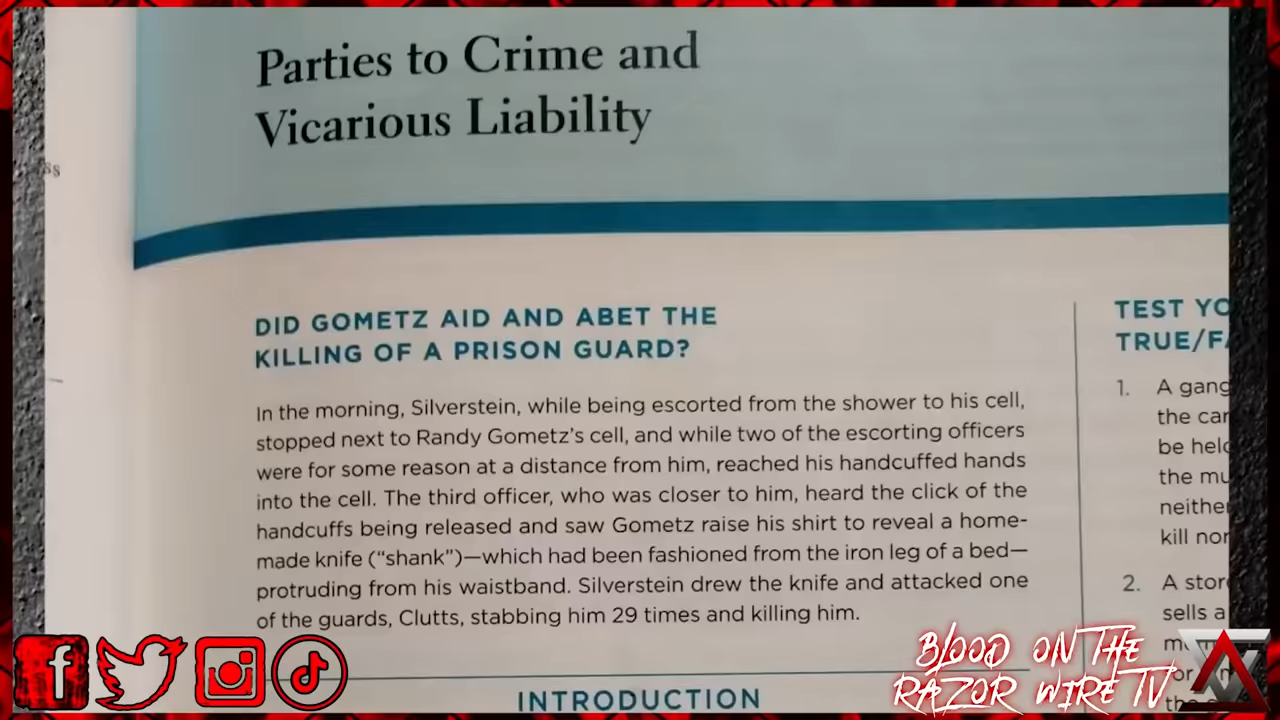 ss
Parties to Crime and
Vicarious Liability
DID GOMETZ AID AND ABET THE
KILLING OF A PRISON GUARD?
In the morning, Silverstein, while being escorted from the shower to his cell,
stopped next to Randy Gometz's cell, and while two of the escorting officers
were for some reason at a distance from him, reached his handcuffed hands
into the cell. The third officer, who was closer to him, heard the click of the
handcuffs being released and saw Gometz raise his shirt to reveal a home-
made knife (“shank”)—which had been fashioned from the iron leg of a bed—
protruding from his waistband. Silverstein drew the knife and attacked one
of the guards, Clutts, stabbing him 29 times and killing him.
INTRODUCTION
TEST YO
TRUE/FA
1. A gang
the car
be held
the mu
neither
kill nor
2. A store
sells a
the
BLOOD ON THE
RAZOR WIRE TV